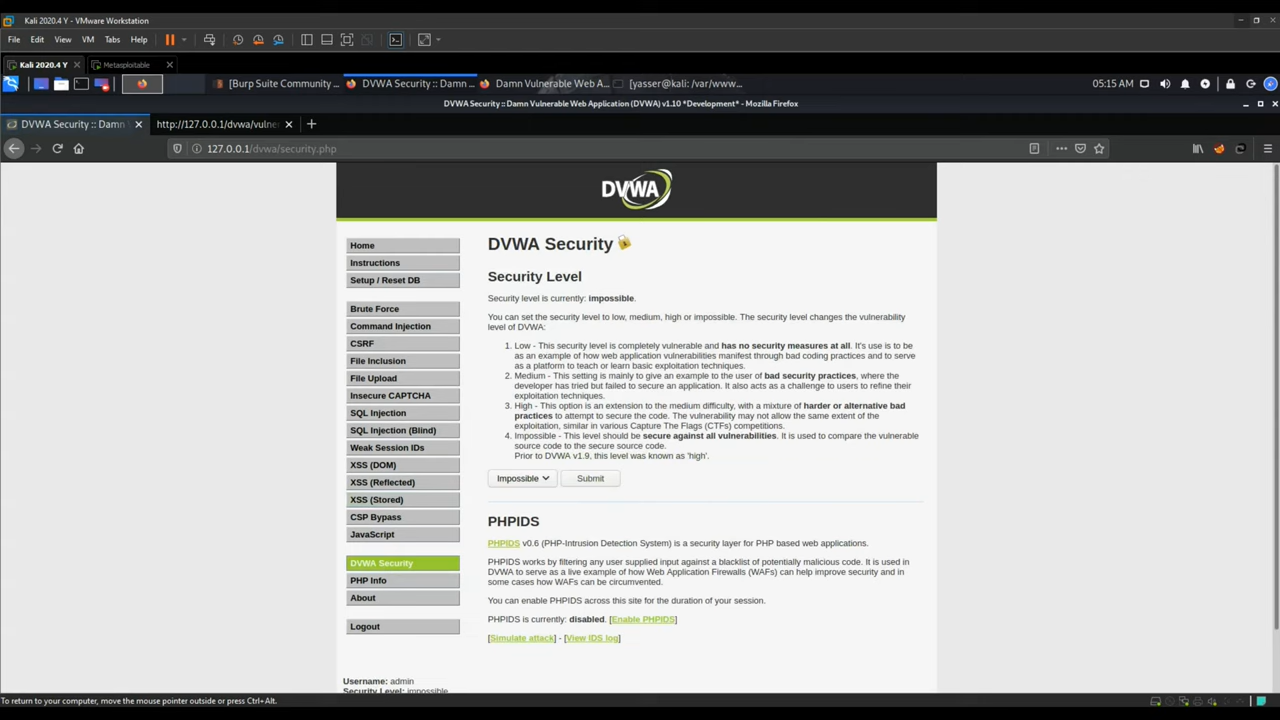 Kali 2020.4 Y - VMware Workstation
File Edit View VM Tabs Help
Kali 2020.4 Y Metasploitable
[Burp Suite Community ... DVWA Security :: Damn ... Damn Vulnerable Web A... [yasser@kali: /var/www... 05:15 AM
DVWA Security :: Damn Vulnerable Web Application (DVWA) v1.10 *Development* - Mozilla Firefox
DVWA Security :: Damn http://127.0.0.1/dvwa/vulne
127.0.0.1/dvwa/security.php
DVWA
Home
Instructions
Setup / Reset DB
Brute Force
Command Injection
CSRF
File Inclusion
File Upload
Insecure CAPTCHA
SQL Injection
SQL Injection (Blind)
Weak Session IDs
XSS (DOM)
XSS (Reflected)
XSS (Stored)
CSP Bypass
JavaScript
DVWA Security
PHP Info
About
Logout
DVWA Security
Security Level
Security level is currently: impossible.
You can set the security level to low, medium, high or impossible. The security level changes the vulnerability
level of DVWA:
1. Low - This security level is completely vulnerable and has no security measures at all. It's use is to be
as an example of how web application vulnerabilities manifest through bad coding practices and to serve
as a platform to teach or learn basic exploitation techniques.
2. Medium - This setting is mainly to give an example to the user of bad security practices, where the
developer has tried but failed to secure an application. It also acts as a challenge to users to refine their
exploitation techniques.
3. High - This option is an extension to the medium difficulty, with a mixture of harder or alternative bad
practices to attempt to secure the code. The vulnerability may not allow the same extent of the
exploitation, similar in various Capture The Flags (CTFs) competitions.
4. Impossible - This level should be secure against all vulnerabilities. It is used to compare the vulnerable
source code to the secure source code.
Prior to DVWA v1.9, this level was known as 'high'.
Impossible Submit
PHPIDS
PHPIDS v0.6 (PHP-Intrusion Detection System) is a security layer for PHP based web applications.
PHPIDS works by filtering any user supplied input against a blacklist of potentially malicious code. It is used in
DVWA to serve as a live example of how Web Application Firewalls (WAFs) can help improve security and in
some cases how WAFs can be circumvented.
You can enable PHPIDS across this site for the duration of your session.
PHPIDS is currently: disabled. [Enable PHPIDS]
[Simulate attack] - [View IDS log]
Username: admin
Security Level: impossible
To return to your computer, move the mouse pointer outside or press Ctrl+Alt.